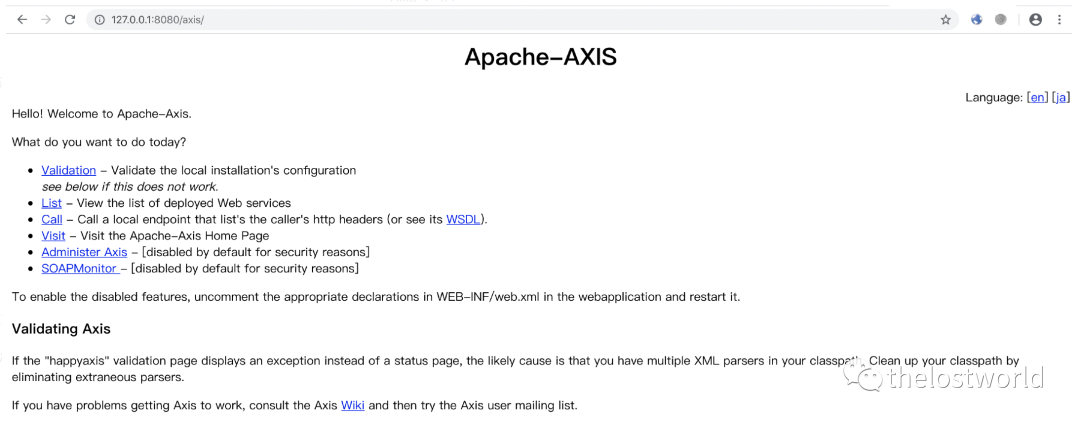 127.0.0.1:8080/axis/
Apache-AXIS
Language: [en] [ja]
Hello! Welcome to Apache-Axis.
What do you want to do today?
• Validation – Validate the local installation's configuration
see below if this does not work.
• List – View the list of deployed Web services
• Call – Call a local endpoint that list's the caller's http headers (or see its WSDL).
• Visit – Visit the Apache-Axis Home Page
• Administer Axis – [disabled by default for security reasons]
• SOAPMonitor – [disabled by default for security reasons]
To enable the disabled features, uncomment the appropriate declarations in WEB-INF/web.xml in the webapplication and restart it.
Validating Axis
If the "happyaxis" validation page displays an exception instead of a status page, the likely cause is that you have multiple XML parsers in your classpath. Clean up your classpath by
eliminating extraneous parsers.
thelostworld
If you have problems getting Axis to work, consult the Axis Wiki and then try the Axis user mailing list.